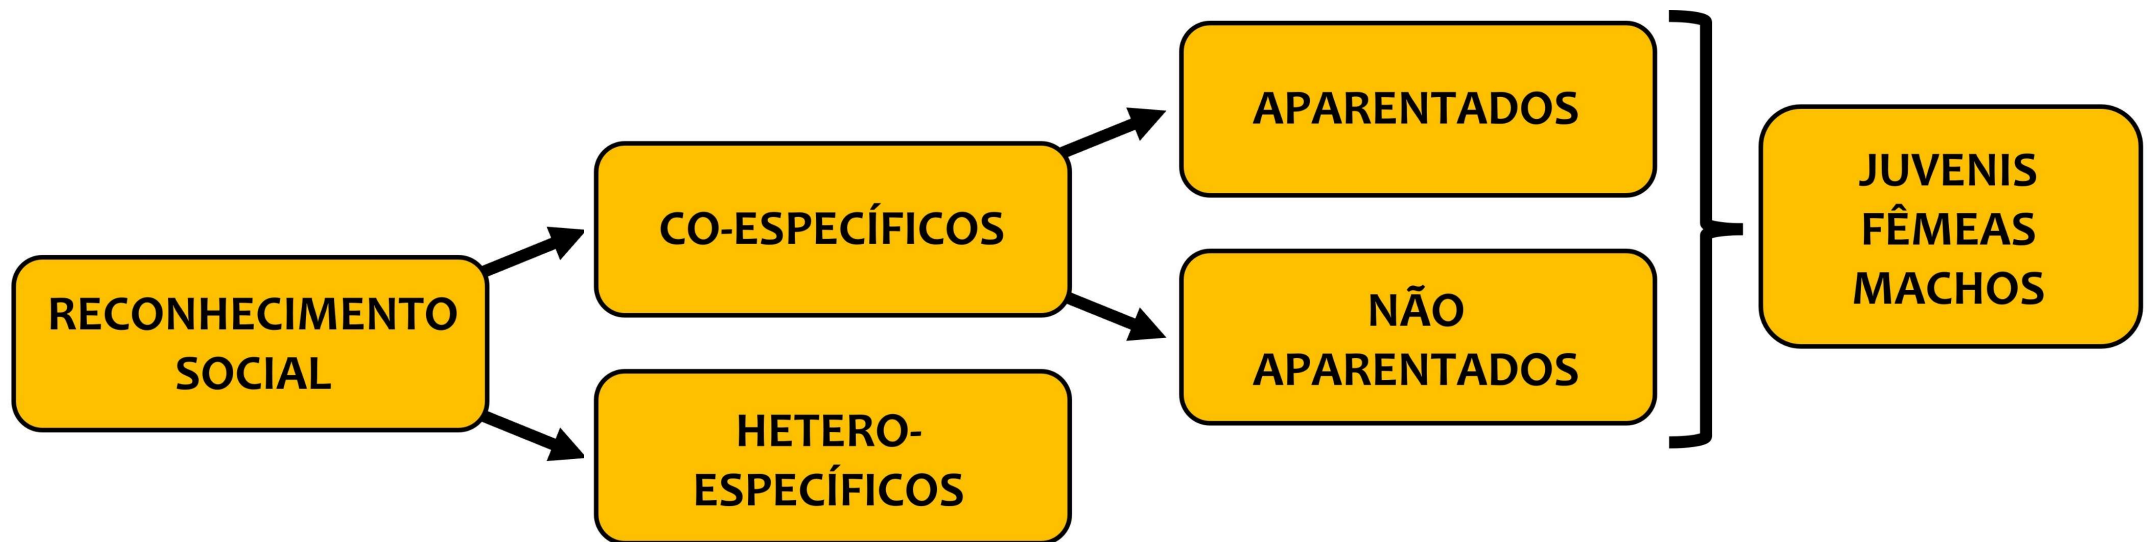 RECONHECIMENTO
SOCIAL
CO-ESPECÍFICOS
HETERO-
ESPECÍFICOS
APARENTADOS
NÃO
APARENTADOS
JUVENIS
FÊMEAS
MACHOS